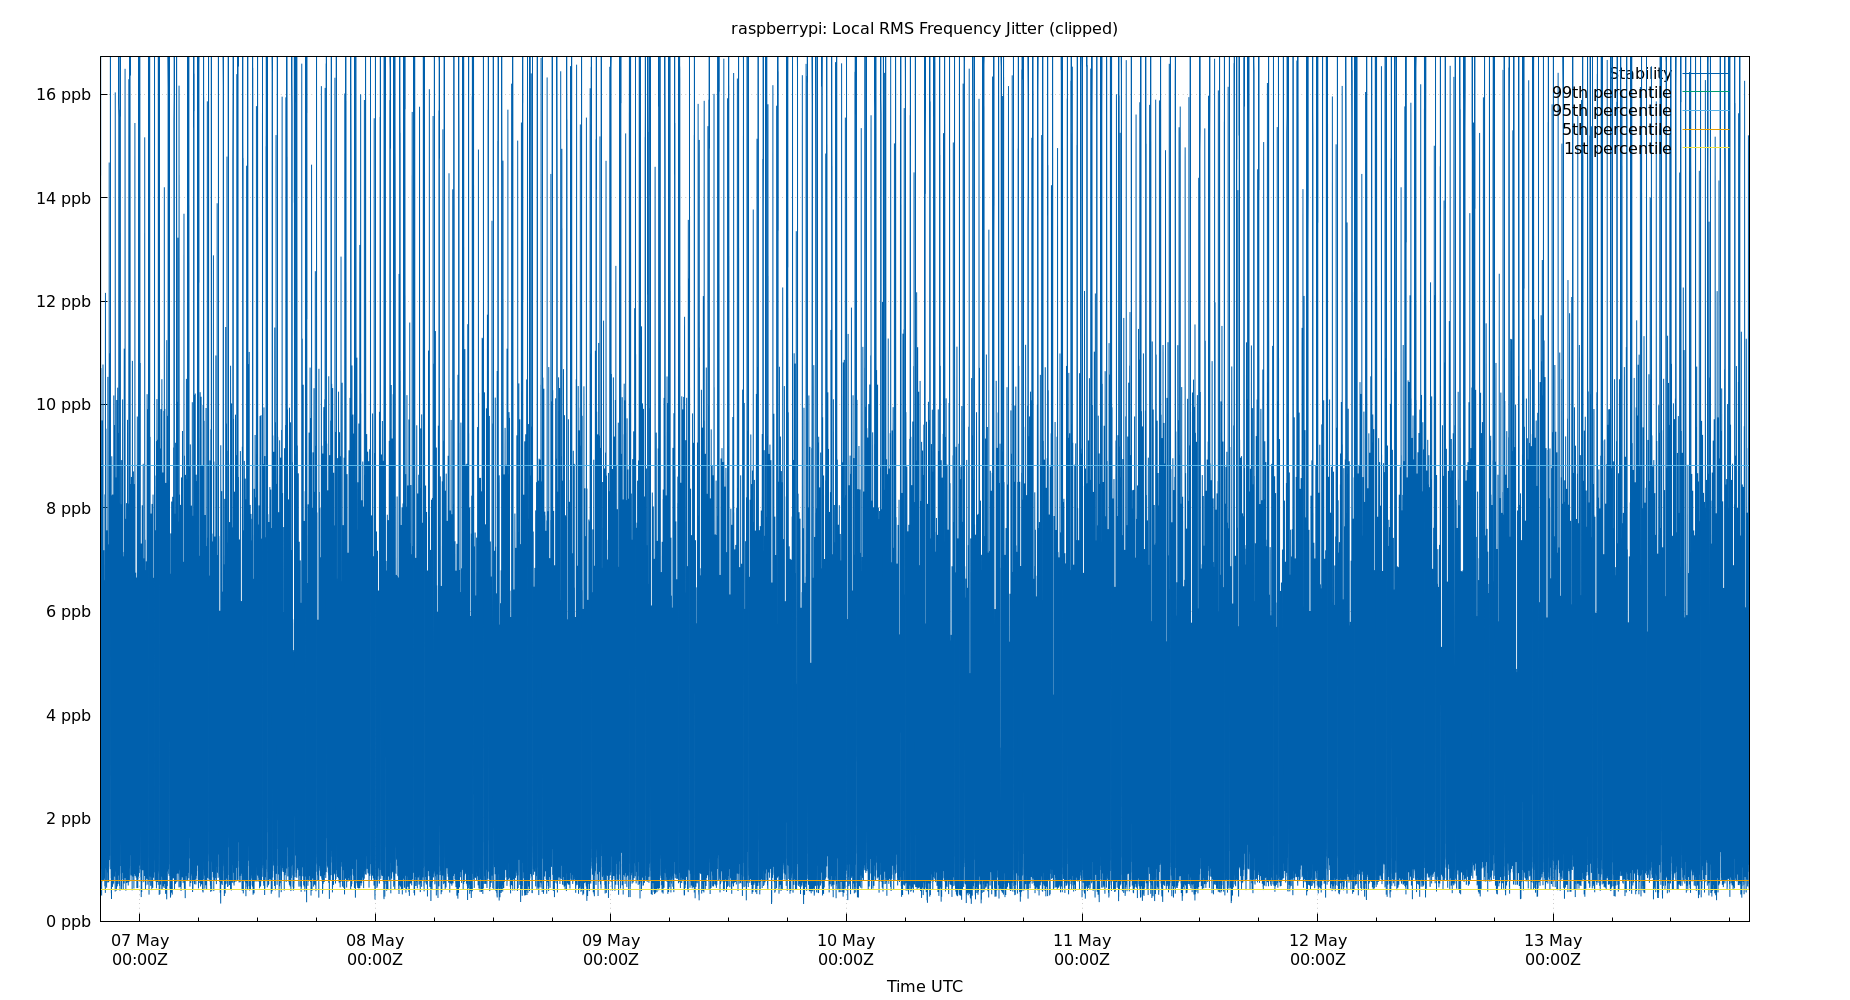 raspberrypi: Local RMS Frequency Jitter (clipped)
Stability
99th percentile
95th percentile
5th percentile
1st percentile
16 ppb
14 ppb
12 ppb
10 ppb
8 ppb
6 ppb
4 ppb
2 ppb
0 ppb
07 May 08 May 09 May 10 May 11 May 12 May 13 May
00:00Z 00:00Z 00:00Z 00:00Z 00:00Z 00:00Z 00:00Z
Time UTC